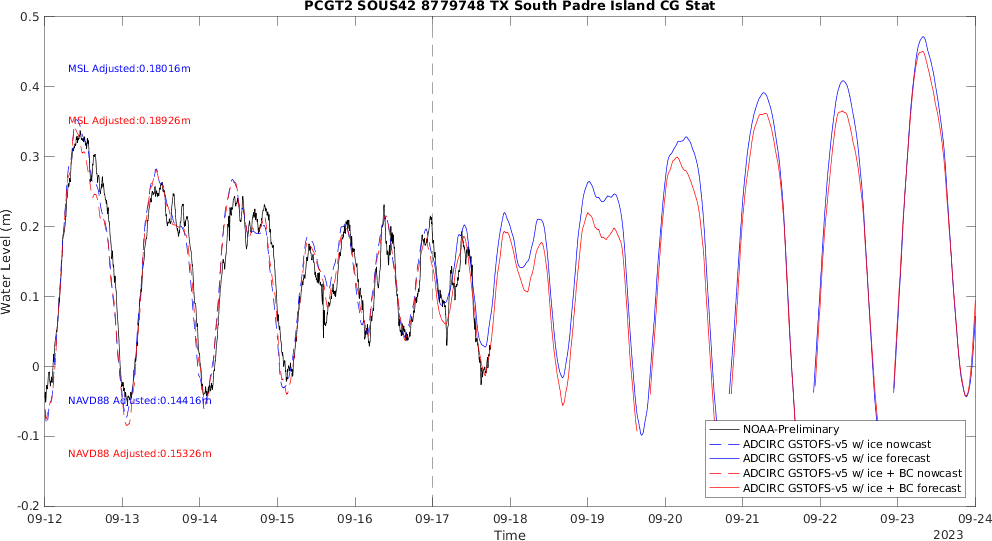 PCGT2 SOUS42 8779748 TX South Padre Island CG Stat
0.5
0.4
0.3
0.2
0.1
0
-0.1
-0.2
Water Level (m)
MSL Adjusted:0.18016m
MSL Adjusted:0.18926m
NAVD88 Adjusted:0.14416m
NAVD88 Adjusted:0.15326m
NOAA-Preliminary
ADCIRC GSTOFS-v5 w/ ice nowcast
ADCIRC GSTOFS-v5 w/ ice forecast
ADCIRC GSTOFS-v5 w/ ice + BC nowcast
ADCIRC GSTOFS-v5 w/ ice + BC forecast
09-12 09-13 09-14 09-15 09-16 09-17 09-18 09-19 09-20 09-21 09-22 09-23 09-24
Time
2023